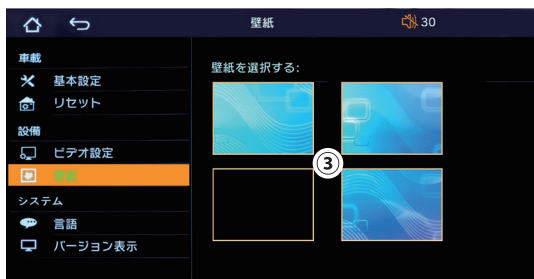 壁紙
30
車載
基本設定
リセット
設備
ビデオ設定
壁紙
システム
言語
バージョン表示
壁紙を選択する:
③